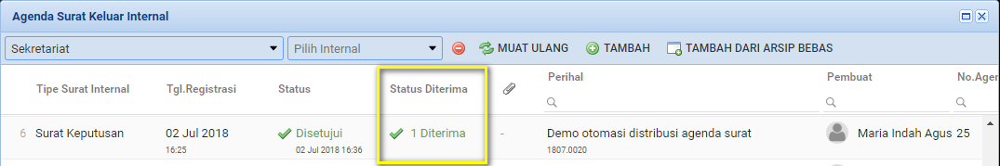 Agenda Surat Keluar Internal
Sekretariat Pilih Internal MUAT ULANG TAMBAH TAMBAH DARI ARSIP BEBAS
Tipe Surat Internal Tgl.Registrasi Status Status Diterima Perihal Pembuat No.Agen
6 Surat Keputusan 02 Jul 2018 Disetujui 1 Diterima - Demo otomasi distribusi agenda surat Maria Indah Agus 25
16:25 02 Jul 2018 16:36 1807.0020